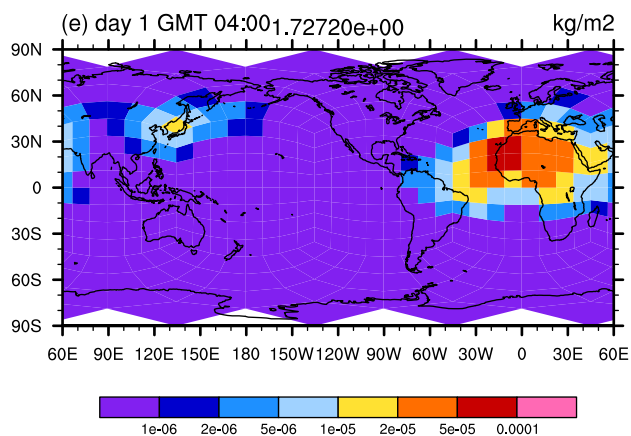 (e) day 1 GMT 04:00 1.72720e+00 kg/m2
90N
60N
30N
0
30S
60S
90S
60E 90E 120E 150E 180 150W 120W 90W 60W 30W 0 30E 60E
1e-06 2e-06 5e-06 1e-05 2e-05 5e-05 0.0001